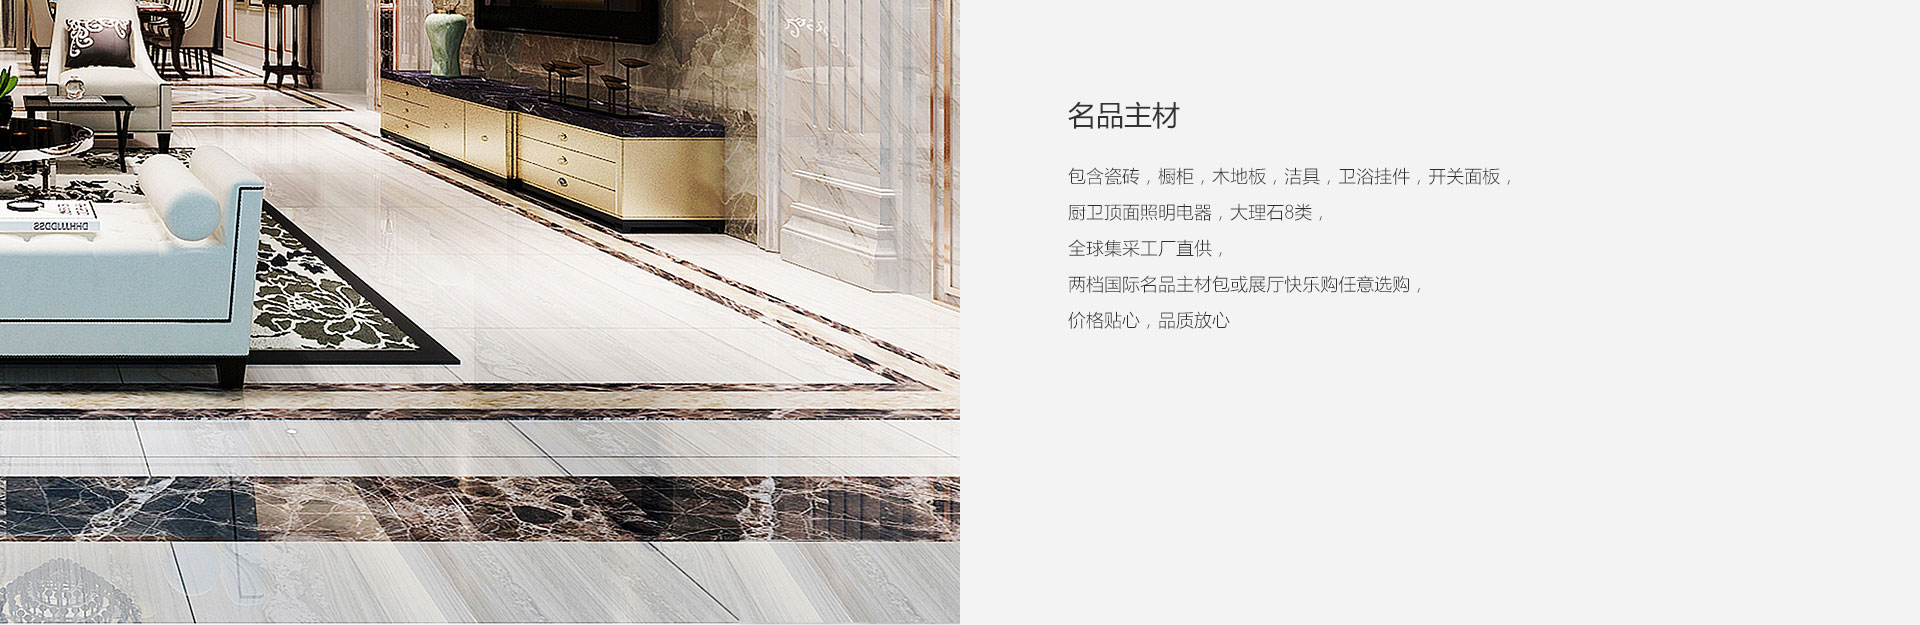 名品主材
包含瓷砖，橱柜，木地板，洁具，卫浴挂件，开关面板，
厨卫顶面照明电器，大理石8类，
全球集采工厂直供，
两档国际名品主材包或展厅快乐购任意选购，
价格贴心，品质放心